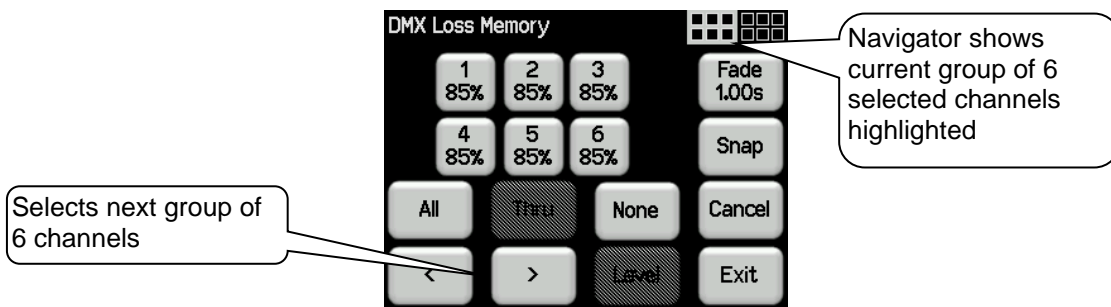 DMX Loss Memory
Navigator shows
current group of 6
selected channels
highlighted
1 2 3 Fade
85% 85% 85% 1.00s
4 5 6 Snap
85% 85% 85%
Selects next group of
6 channels
All Thru None Cancel
< > Level Exit